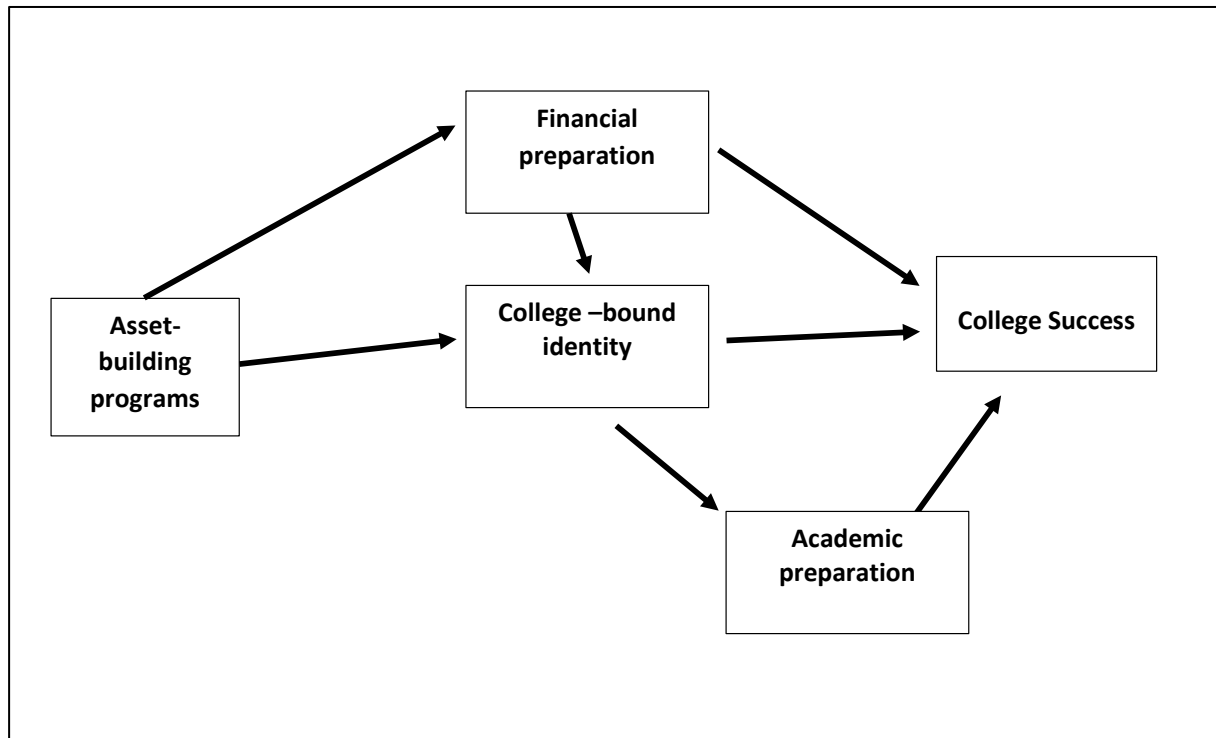 Financial
preparation
Asset-
building
programs
College –bound
identity
College Success
Academic
preparation